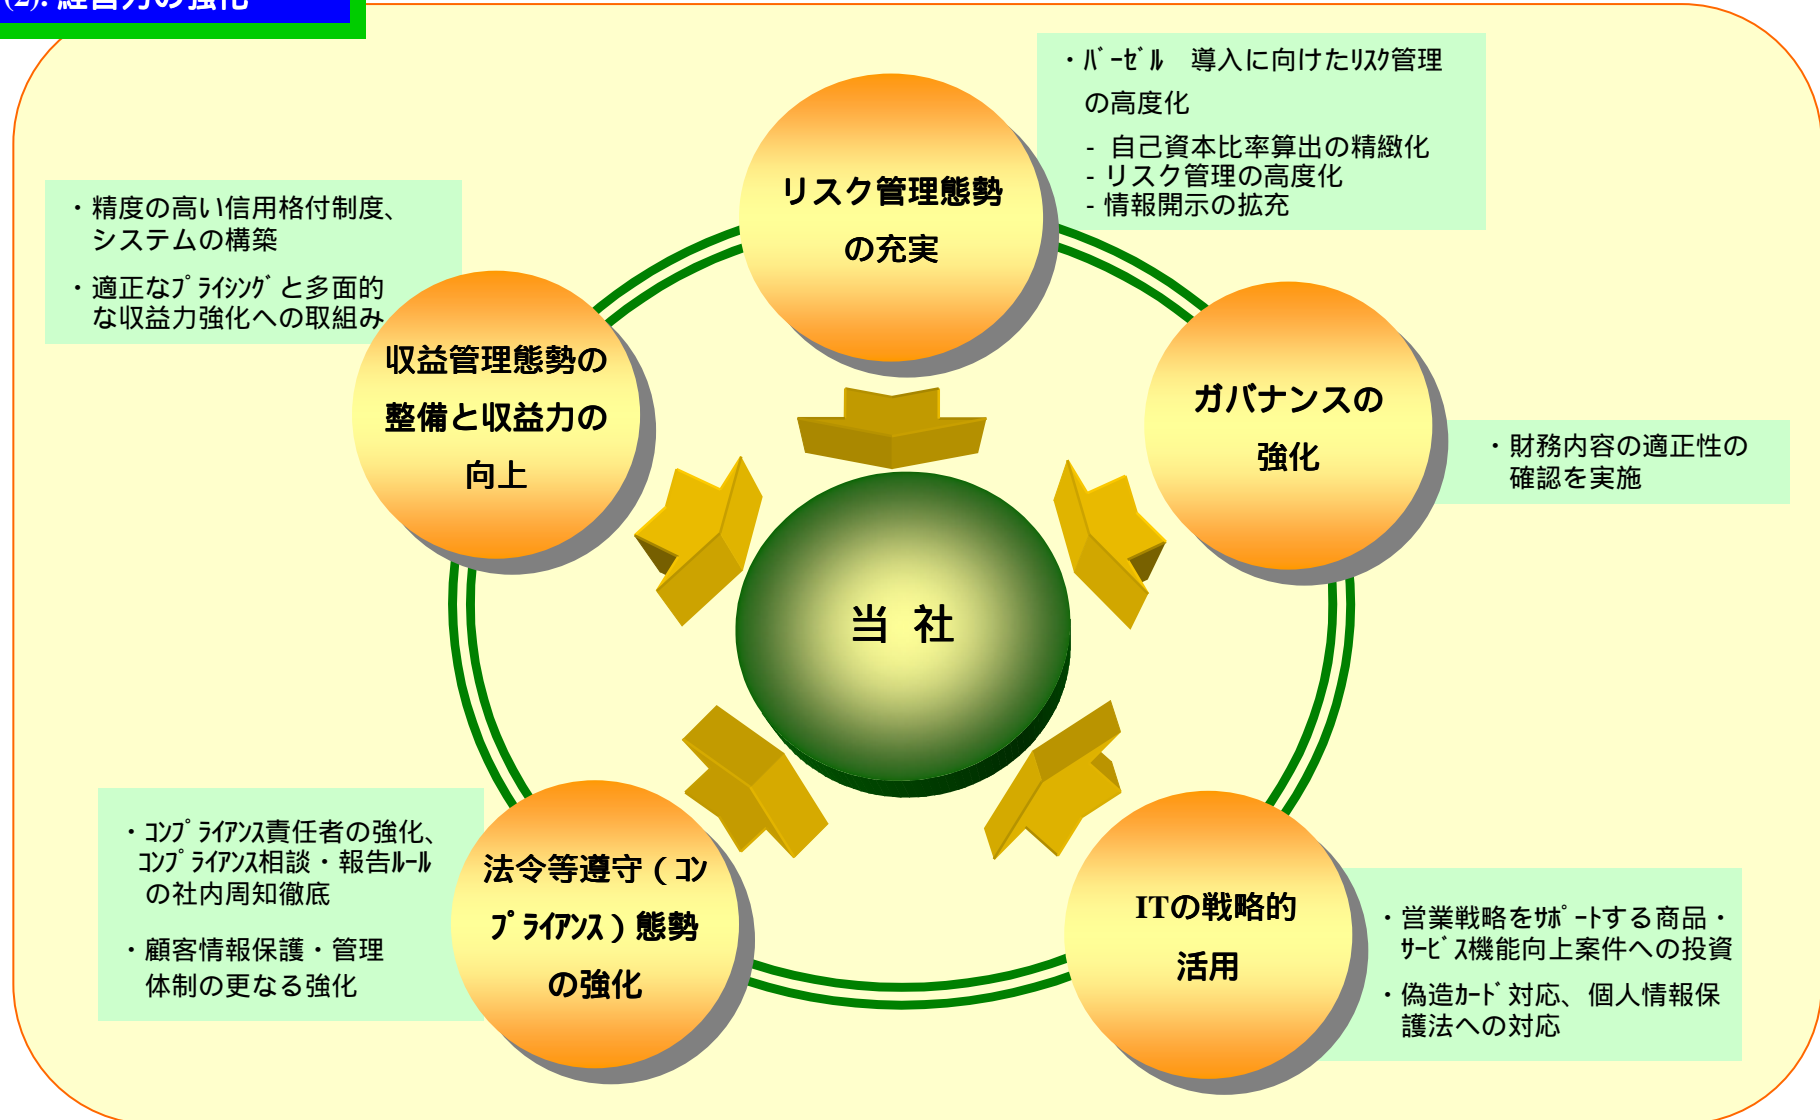 (2). 経営力の強化
・バーゼル 導入に向けたリスク管理
の高度化
- 自己資本比率算出の精緻化
- リスク管理の高度化
- 情報開示の拡充
リスク管理態勢
の充実
・精度の高い信用格付制度、
システムの構築
・適正なプライシングと多面的
な収益力強化への取組み
収益管理態勢の
整備と収益力の
向上
ガバナンスの
強化
・財務内容の適正性の
確認を実施
当 社
・コンプライアンス責任者の強化、
コンプライアンス相談・報告ルール
の社内周知徹底
・顧客情報保護・管理
体制の更なる強化
法令等遵守(コン
プライアンス)態勢
の強化
ITの戦略的
活用
・営業戦略をサポートする商品・
サービス機能向上案件への投資
・偽造カード対応、個人情報保
護法への対応